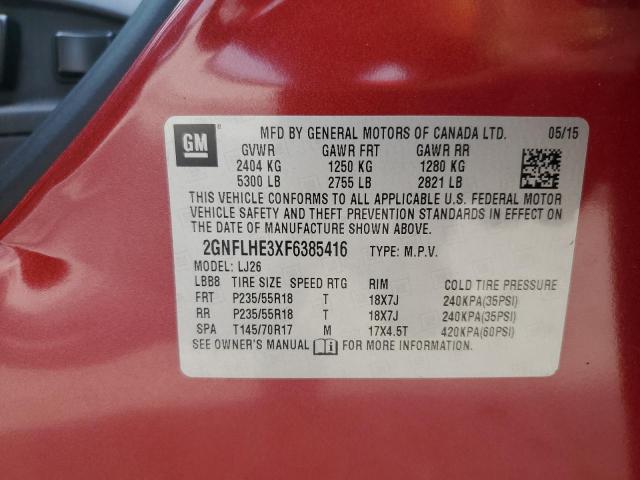 GM ® MFD BY GENERAL MOTORS OF CANADA LTD. 05/15
GVWR GAWR FRT GAWR RR
2404 KG 1250 KG 1280 KG
5300 LB 2755 LB 2821 LB
THIS VEHICLE CONFORMS TO ALL APPLICABLE U.S. FEDERAL MOTOR
VEHICLE SAFETY AND THEFT PREVENTION STANDARDS IN EFFECT ON
THE DATE OF MANUFACTURE SHOWN ABOVE.
2GNFLHE3XF6385416 TYPE: M.P.V.
MODEL: LJ26
LBB8 TIRE SIZE SPEED RTG RIM COLD TIRE PRESSURE
FRT P235/55R18 T 18X7J 240KPA(35PSI)
RR P235/55R18 T 18X7J 240KPA(35PSI)
SPA T145/70R17 M 17X4.5T 420KPA(60PSI)
SEE OWNER'S MANUAL i FOR MORE INFORMATION.